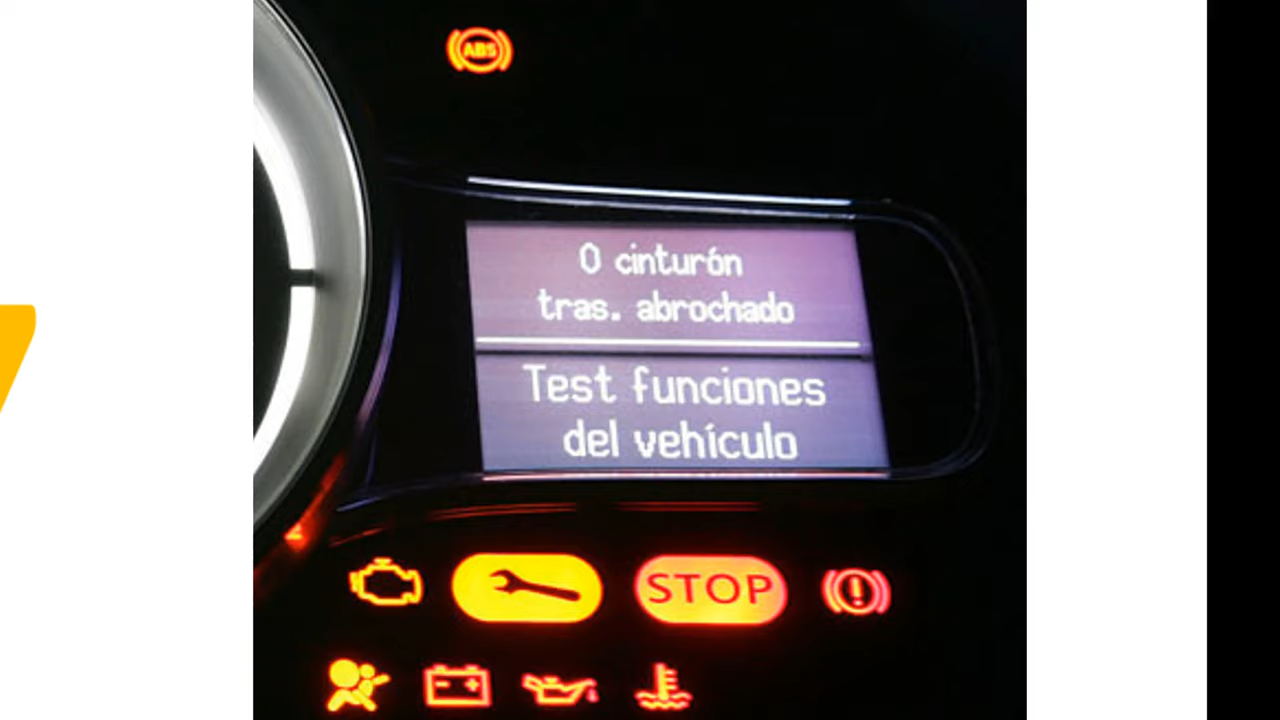 ABS
0 cinturón
tras. abrochado
Test funciones
del vehículo
STOP